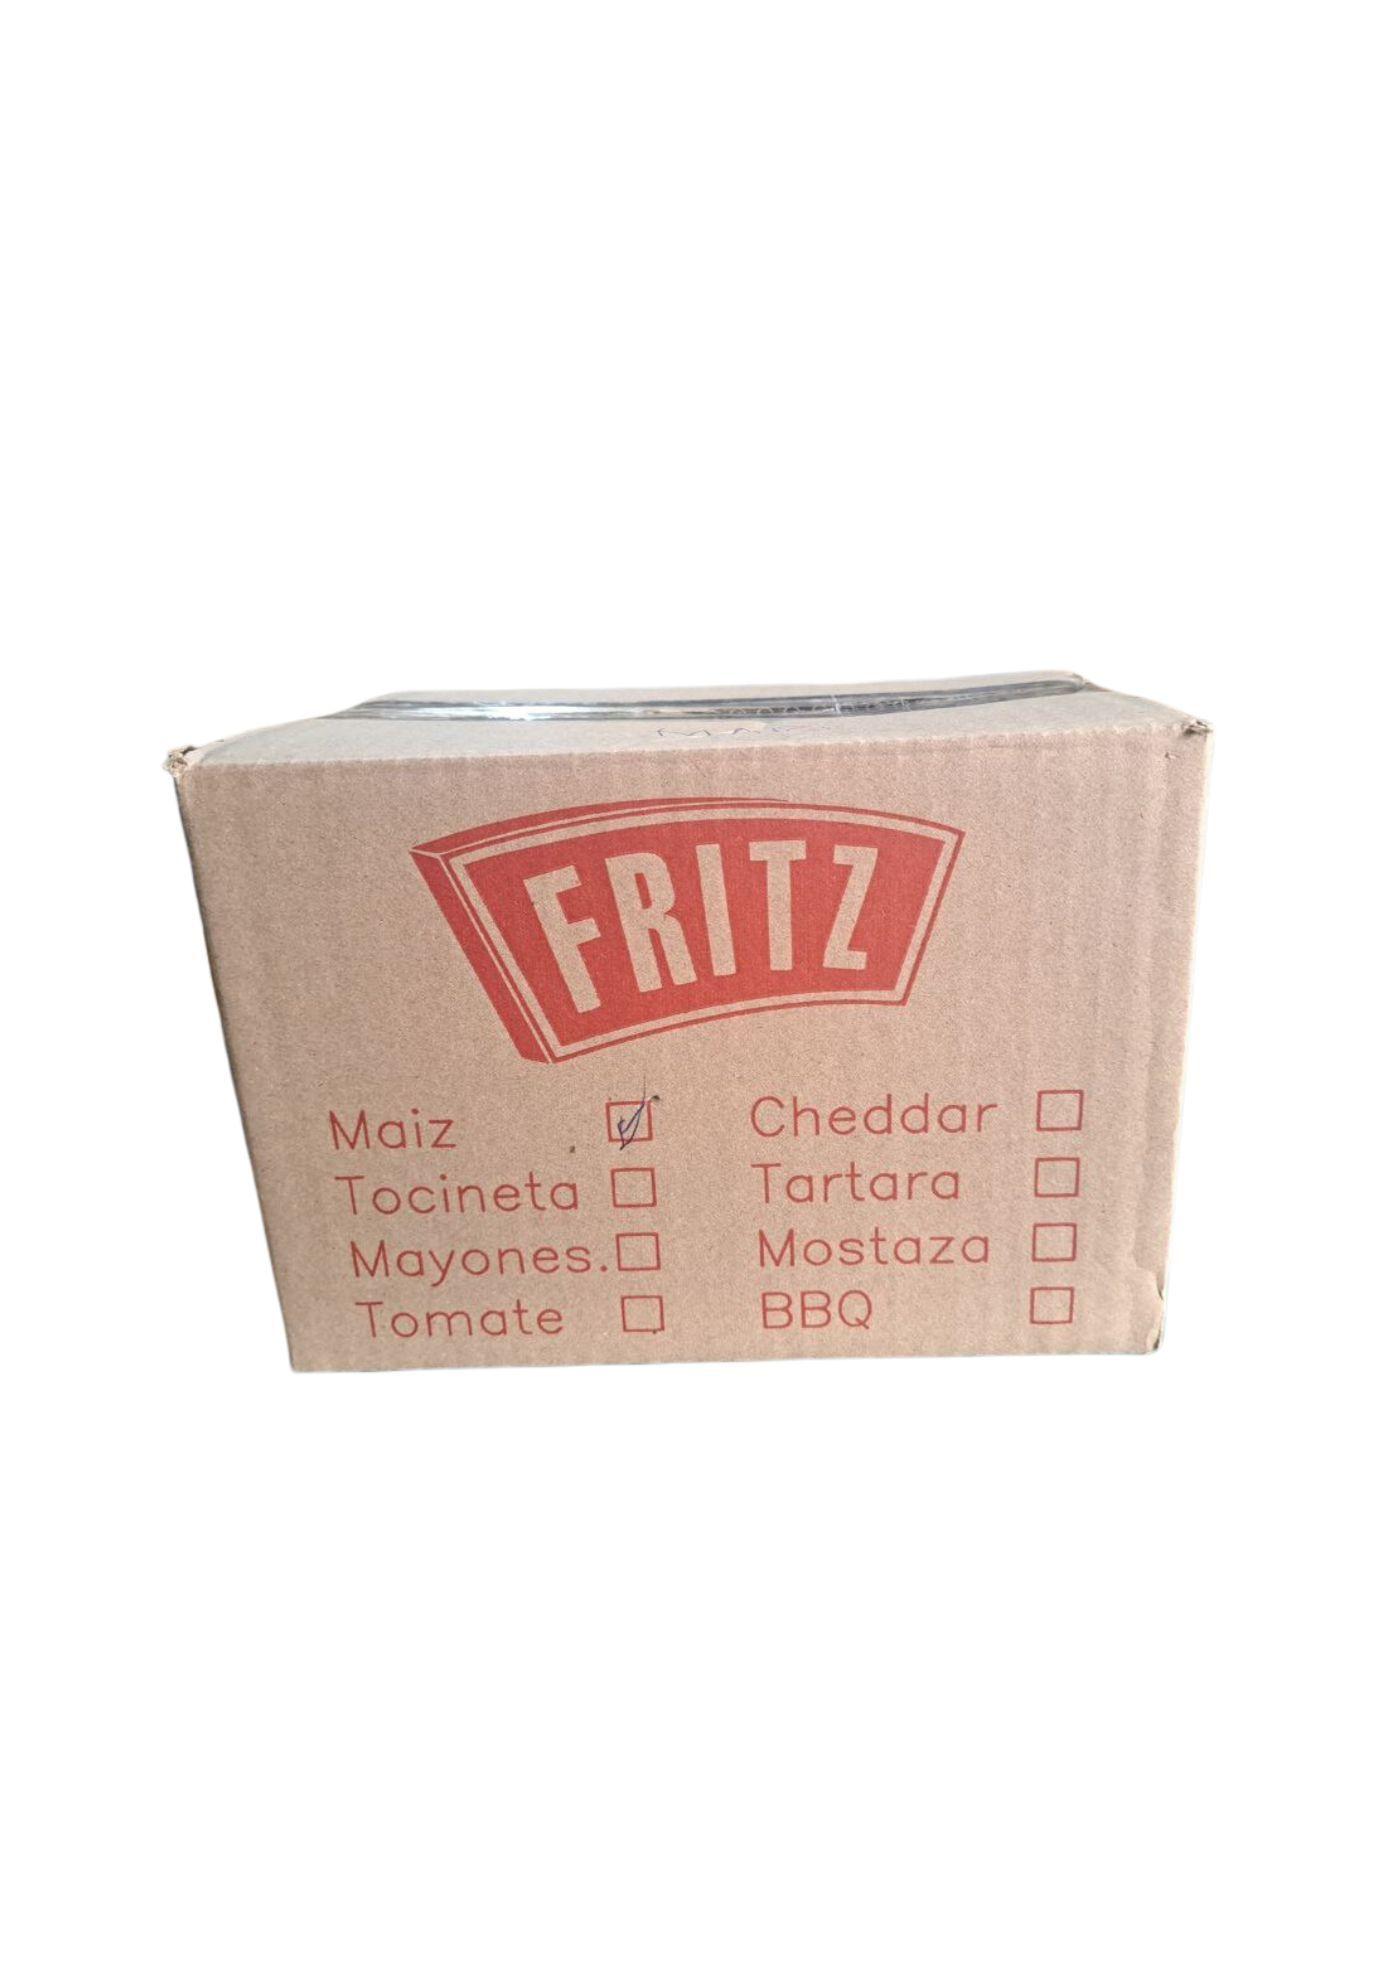 FRITZ
Maiz
Tocineta
Mayones.
Tomate
Cheddar
Tartara
Mostaza
BBQ